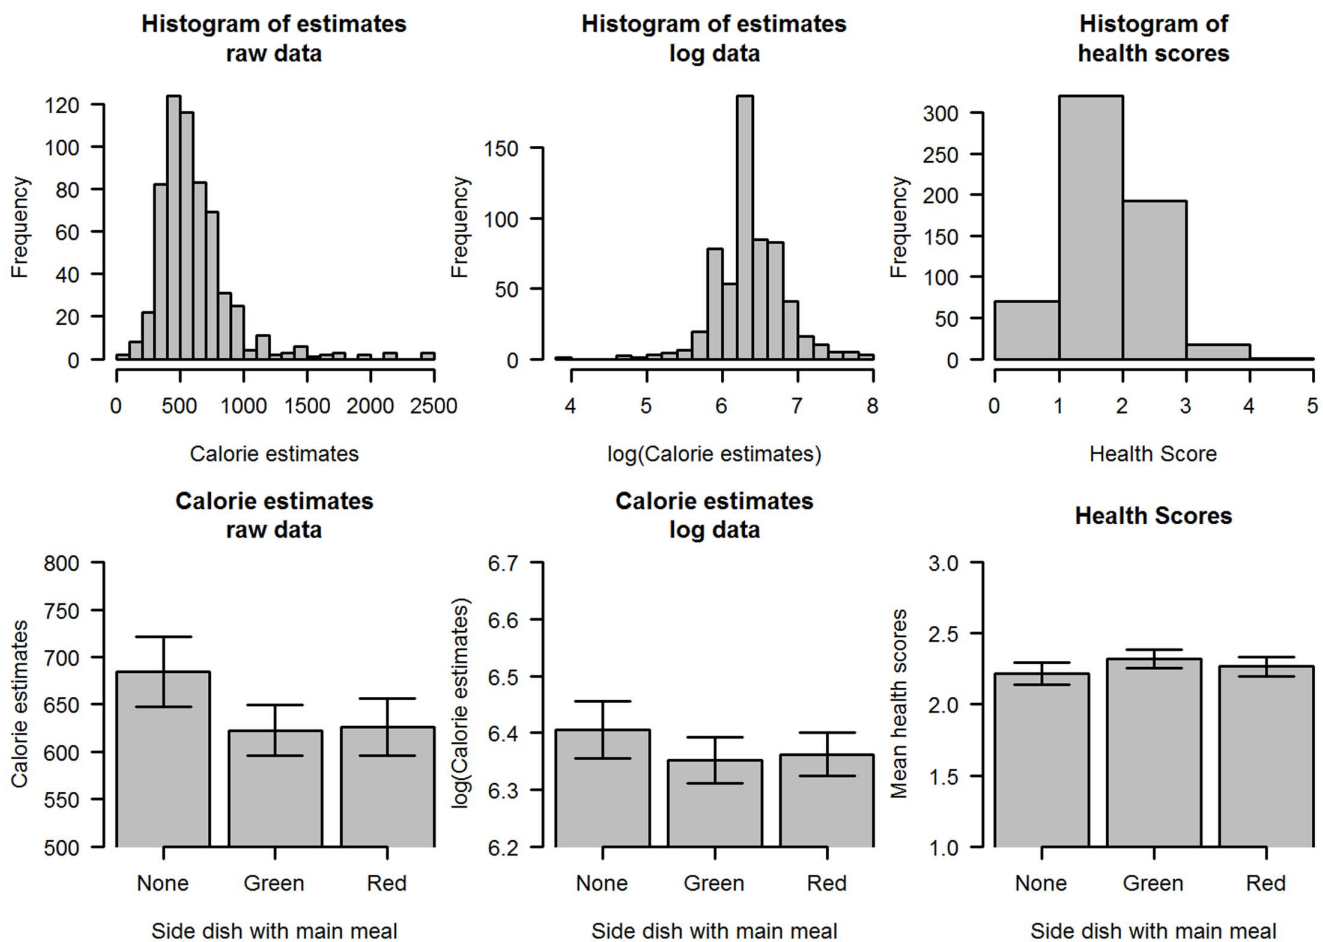 Histogram of estimates
raw data
Frequency
120
100
80
60
40
20
0
0 500 1000 1500 2000 2500
Calorie estimates
Histogram of estimates
log data
Frequency
150
100
50
0
4 5 6 7 8
log(Calorie estimates)
Histogram of
health scores
Frequency
300
250
200
150
100
50
0
0 1 2 3 4 5
Health Score
Calorie estimates
raw data
Calorie estimates
800
750
700
650
600
550
500
None Green Red
Side dish with main meal
Calorie estimates
log data
log(Calorie estimates)
6.7
6.6
6.5
6.4
6.3
6.2
None Green Red
Side dish with main meal
Health Scores
Mean health scores
3.0
2.5
2.0
1.5
1.0
None Green Red
Side dish with main meal